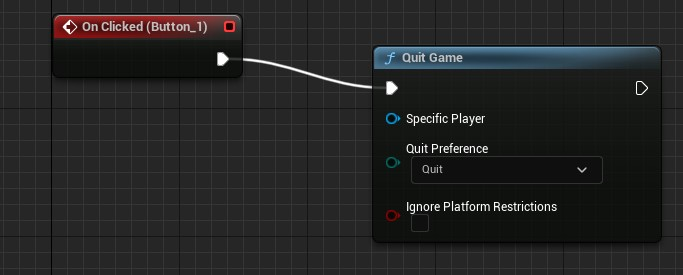 On Clicked (Button_1)
Quit Game
Specific Player
Quit Preference
Quit
Ignore Platform Restrictions